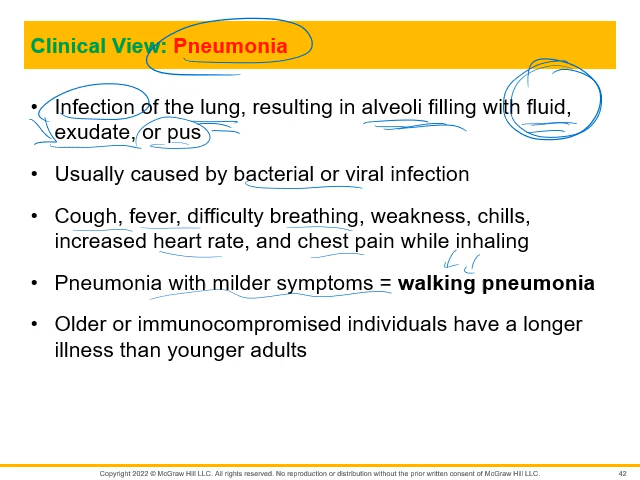 Clinical View: Pneumonia
• Infection of the lung, resulting in alveoli filling with fluid,
exudate, or pus
• Usually caused by bacterial or viral infection
• Cough, fever, difficulty breathing, weakness, chills,
increased heart rate, and chest pain while inhaling
• Pneumonia with milder symptoms = walking pneumonia
• Older or immunocompromised individuals have a longer
illness than younger adults
Copyright 2022 © McGraw Hill LLC. All rights reserved. No reproduction or distribution without the prior written consent of McGraw Hill LLC.
42